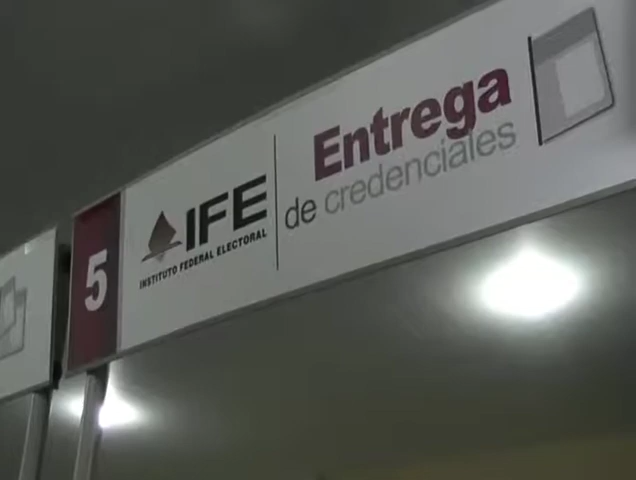 5
IFE
INSTITUTO FEDERAL ELECTORAL
Entrega
de credenciales